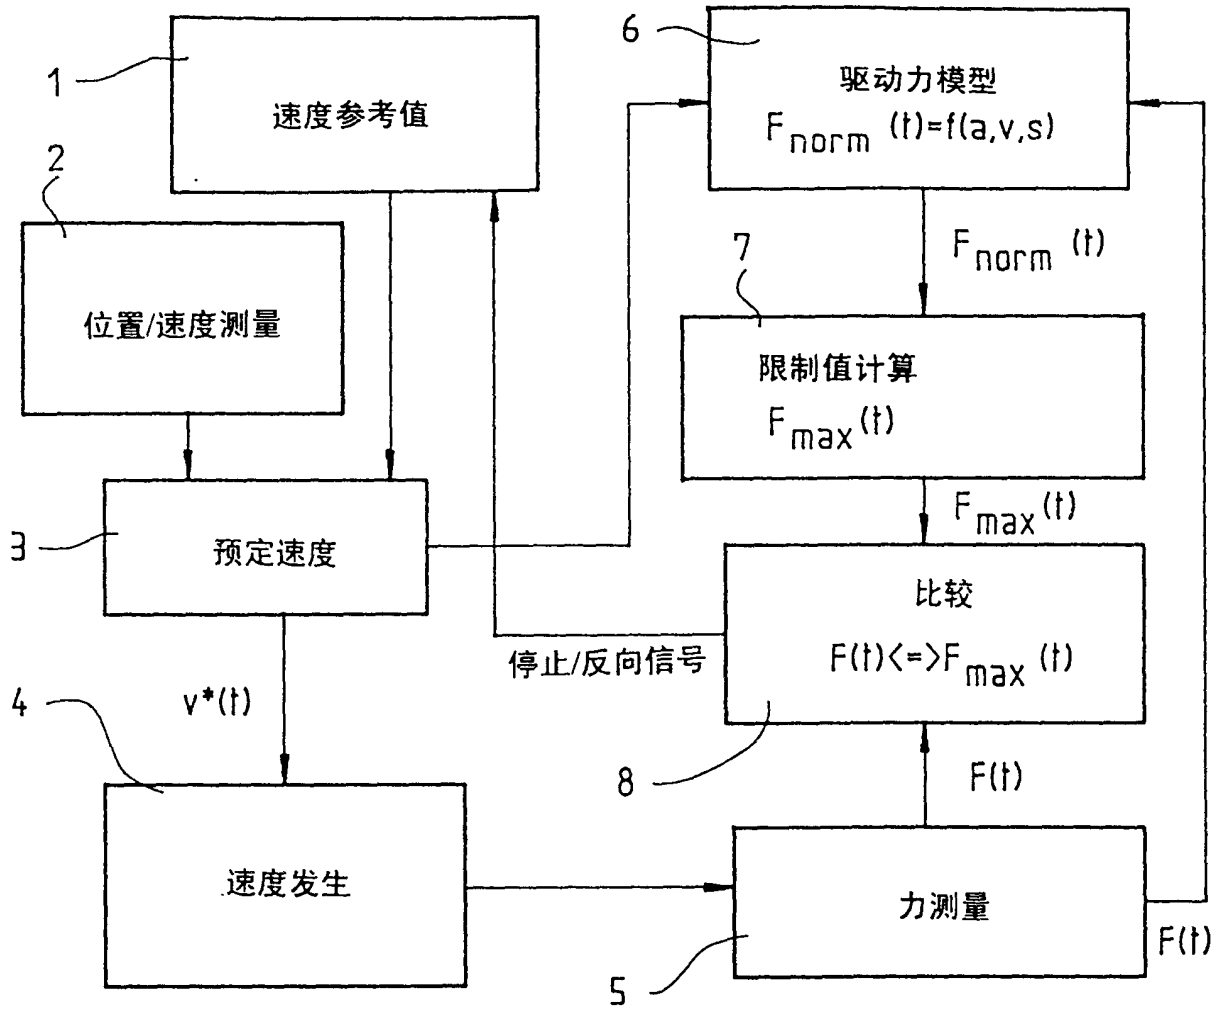 1
速度参考值
2
位置/速度测量
3
预定速度
v*(t)
4
速度发生
6
驱动力模型
Fnorm (t)=f(a,v,s)
Fnorm (t)
7
限制值计算
Fmax(t)
Fmax(t)
比较
F(t)<=>Fmax (t)
停止/反向信号
8
F(t)
力测量
5
F(t)